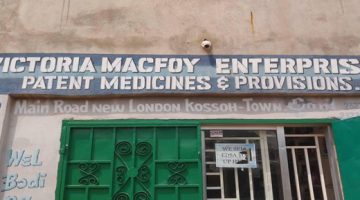 VICTORIA MACFOY ENTERPRIS
PATENT MEDICINES & PROVISIONS.
Main Road New London Kossoh-Town
WEL
Bodi